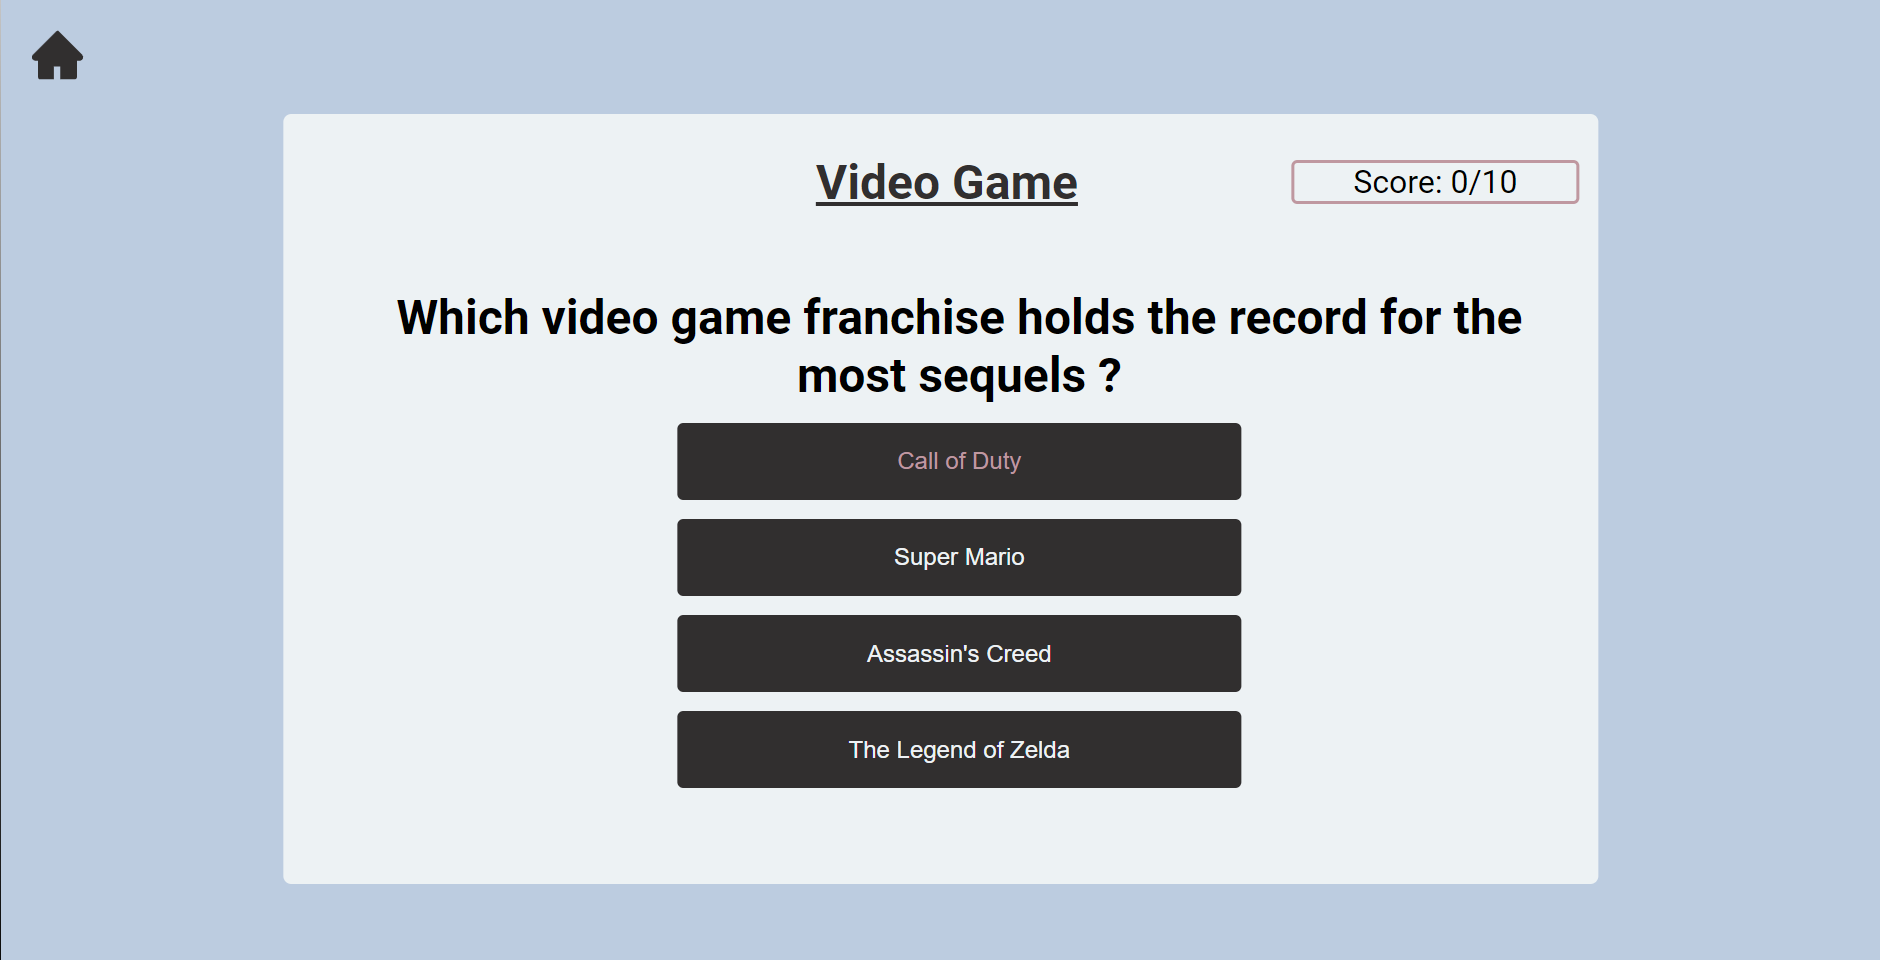 Video Game
Score: 0/10
Which video game franchise holds the record for the
most sequels ?
Call of Duty
Super Mario
Assassin's Creed
The Legend of Zelda